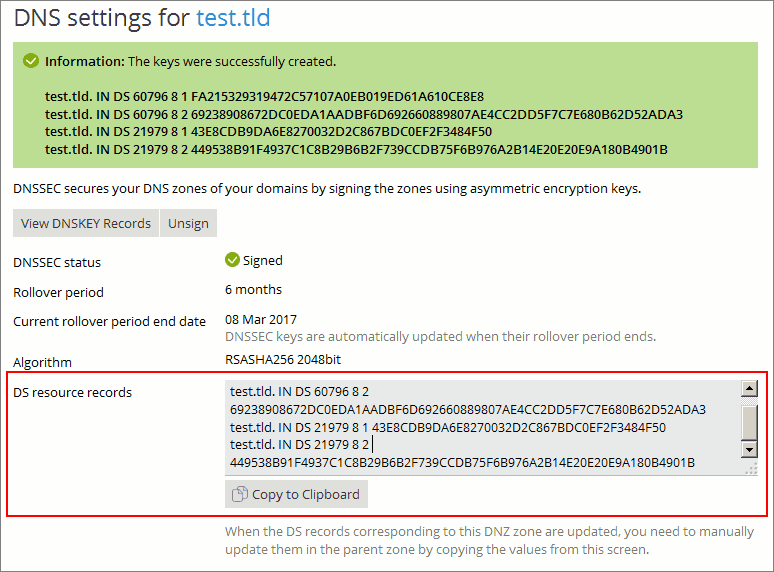 DNS settings for test.tld
Information: The keys were successfully created.
test.tld. IN DS 60796 8 1 FA215329319472C57107A0EB019ED61A610CE8E8
test.tld. IN DS 60796 8 2 69238908672DC0EDA1AADBF6D692660889807AE4CC2DD5F7C7E680B62D52ADA3
test.tld. IN DS 21979 8 1 43E8CDB9DA6E8270032D2C867BDC0EF2F3484F50
test.tld. IN DS 21979 8 2 449538B91F4937C1C8B29B6B2F739CCDB75F6B976A2B14E20E20E9A180B4901B
DNSSEC secures your DNS zones of your domains by signing the zones using asymmetric encryption keys.
View DNSKEY Records Unsign
DNSSEC status Signed
Rollover period 6 months
Current rollover period end date 08 Mar 2017
DNSSEC keys are automatically updated when their rollover period ends.
Algorithm RSASHA256 2048bit
DS resource records test.tld. IN DS 60796 8 2
69238908672DC0EDA1AADBF6D692660889807AE4CC2DD5F7C7E680B62D52ADA3
test.tld. IN DS 21979 8 1 43E8CDB9DA6E8270032D2C867BDC0EF2F3484F50
test.tld. IN DS 21979 8 2
449538B91F4937C1C8B29B6B2F739CCDB75F6B976A2B14E20E20E9A180B4901B
Copy to Clipboard
When the DS records corresponding to this DNZ zone are updated, you need to manually
update them in the parent zone by copying the values from this screen.